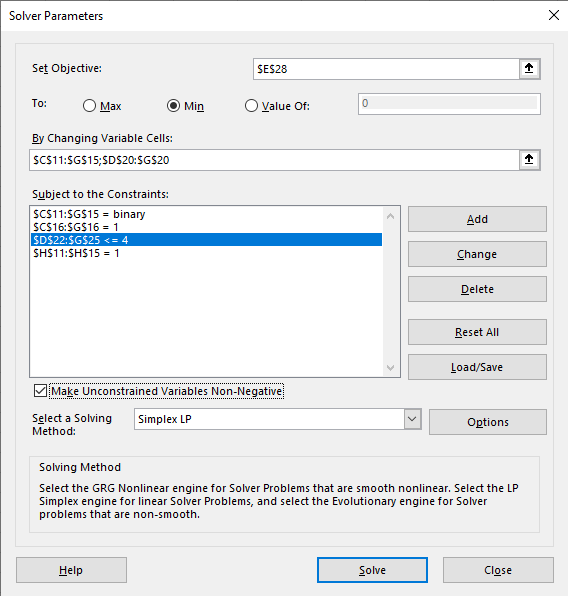 Solver Parameters
Set Objective:
$E$28
To:
Max
Min
Value Of:
0
By Changing Variable Cells:
$C$11:$G$15;$D$20:$G$20
Subject to the Constraints:
$C$11:$G$15 = binary
$C$16:$G$16 = 1
$D$22:$G$25 <= 4
$H$11:$H$15 = 1
Add
Change
Delete
Reset All
Load/Save
Make Unconstrained Variables Non-Negative
Select a Solving
Method:
Simplex LP
Options
Solving Method
Select the GRG Nonlinear engine for Solver Problems that are smooth nonlinear. Select the LP
Simplex engine for linear Solver Problems, and select the Evolutionary engine for Solver
problems that are non-smooth.
Help
Solve
Close